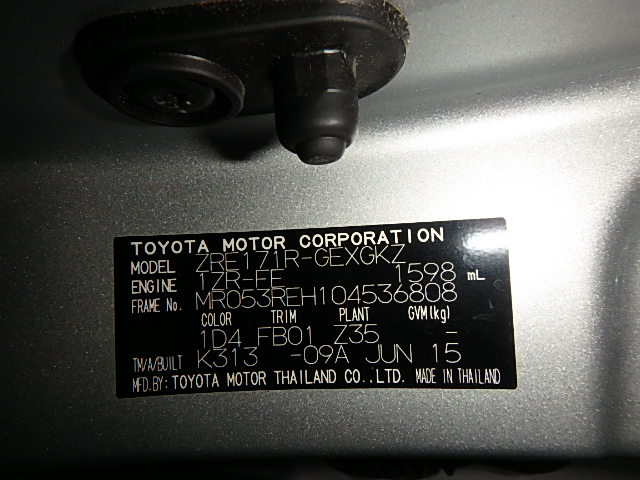 TOYOTA MOTOR CORPORATION
MODEL ZRE171R-GEXGKZ
ENGINE 1ZR-FE 1598 mL
FRAME No. MR053REH104536808
COLOR TRIM PLANT GVM(kg)
1D4 FB01 Z35 –
TM/A/BUILT K313 -09A JUN 15
MFD.BY: TOYOTA MOTOR THAILAND CO.,LTD. MADE IN THAILAND